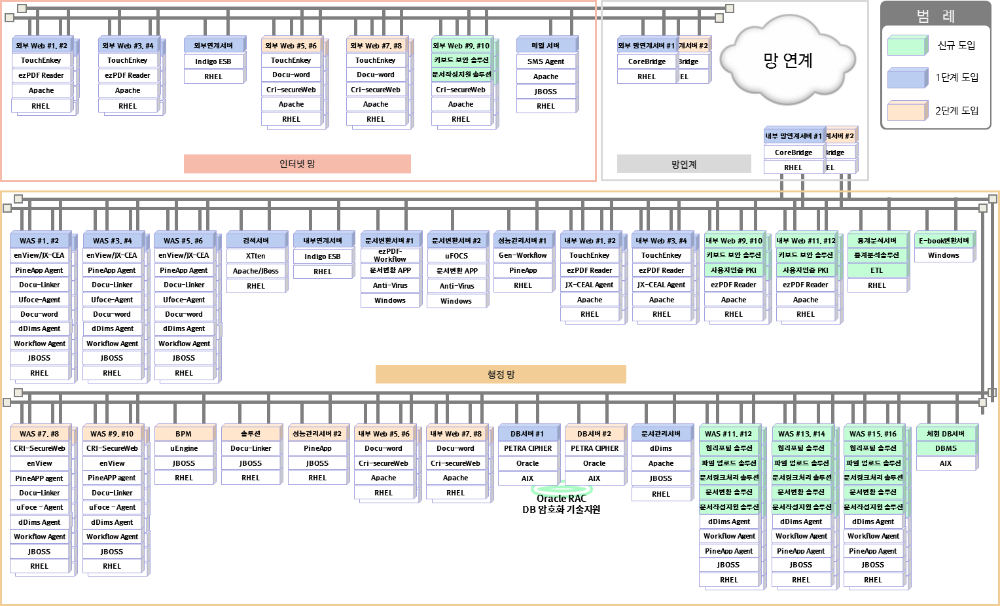 범 례
신규 도입
1단계 도입
2단계 도입
외부 Web #1, #2
TouchEnkey
ezPDF Reader
Apache
RHEL
외부 Web #3, #4
TouchEnkey
ezPDF Reader
Apache
RHEL
외부연계서버
Indigo ESB
RHEL
외부 Web #5, #6
TouchEnkey
Docu-word
Cri-secureWeb
Apache
RHEL
외부 Web #7, #8
TouchEnkey
Docu-word
Cri-secureWeb
Apache
RHEL
외부 Web #9, #10
키보드 보안 솔루션
문서작성지원 솔루션
Cri-secureWeb
Apache
RHEL
메일 서버
SMS Agent
Apache
JBOSS
RHEL
인터넷 망
외부 망연계서버 #1
CoreBridge
RHEL
계서버 #2
Bridge
EL
망 연계
내부 망연계서버 #1
CoreBridge
RHEL
계서버 #2
Bridge
EL
망연계
WAS #1, #2
enView/JX-CEA
PineApp Agent
Docu-Linker
Ufoce-Agent
Docu-word
dDims Agent
Workflow Agent
JBOSS
RHEL
WAS #3, #4
enView/JX-CEA
PineApp Agent
Docu-Linker
Ufoce-Agent
Docu-word
dDims Agent
Workflow Agent
JBOSS
RHEL
WAS #5, #6
enView/JX-CEA
PineApp Agent
Docu-Linker
Ufoce-Agent
Docu-word
dDims Agent
Workflow Agent
JBOSS
RHEL
검색서버
XTten
Apache/JBoss
RHEL
내부연계서버
Indigo ESB
RHEL
문서변환서버 #1
ezPDF-
Workflow
문서변환 APP
Anti-Virus
Windows
문서변환서버 #2
uFOCS
문서변환 APP
Anti-Virus
Windows
성능관리서버 #1
Gen-Workflow
PineApp
RHEL
내부 Web #1, #2
TouchEnkey
ezPDF Reader
JX-CEAL Agent
Apache
RHEL
내부 Web #3, #4
TouchEnkey
ezPDF Reader
JX-CEAL Agent
Apache
RHEL
내부 Web #9, #10
키보드 보안 솔루션
사용자인증 PKI
ezPDF Reader
Apache
RHEL
내부 Web #11, #12
키보드 보안 솔루션
사용자인증 PKI
ezPDF Reader
Apache
RHEL
통계분석서버
통계분석솔루션
ETL
RHEL
E-book변환서버
Windows
행정 망
WAS #7, #8
CRI-SecureWeb
enView
PineAPP agent
Docu-Linker
uFoce - Agent
dDims Agent
Workflow Agent
JBOSS
RHEL
WAS #9, #10
CRI-SecureWeb
enView
PineAPP agent
Docu-Linker
uFoce - Agent
dDims Agent
Workflow Agent
JBOSS
RHEL
BPM
uEngine
JBOSS
RHEL
솔루션
Docu-Linker
JBOSS
RHEL
성능관리서버 #2
PineApp
JBOSS
RHEL
내부 Web #5, #6
Docu-word
Cri-secureWeb
Apache
RHEL
내부 Web #7, #8
Docu-word
Cri-secureWeb
Apache
RHEL
DB서버 #1
PETRA CIPHER
Oracle
AIX
DB서버 #2
PETRA CIPHER
Oracle
AIX
Oracle RAC
DB 암호화 기술지원
문서관리서버
dDims
Apache
JBOSS
RHEL
WAS #11, #12
웹리포팅 솔루션
파일 업로드 솔루션
문서링크처리 솔루션
문서변환 솔루션
문서작성지원 솔루션
dDims Agent
Workflow Agent
PineApp Agent
JBOSS
RHEL
WAS #13, #14
웹리포팅 솔루션
파일 업로드 솔루션
문서링크처리 솔루션
문서변환 솔루션
문서작성지원 솔루션
dDims Agent
Workflow Agent
PineApp Agent
JBOSS
RHEL
WAS #15, #16
웹리포팅 솔루션
파일 업로드 솔루션
문서링크처리 솔루션
문서변환 솔루션
문서작성지원 솔루션
dDims Agent
Workflow Agent
PineApp Agent
JBOSS
RHEL
체험 DB서버
DBMS
AIX